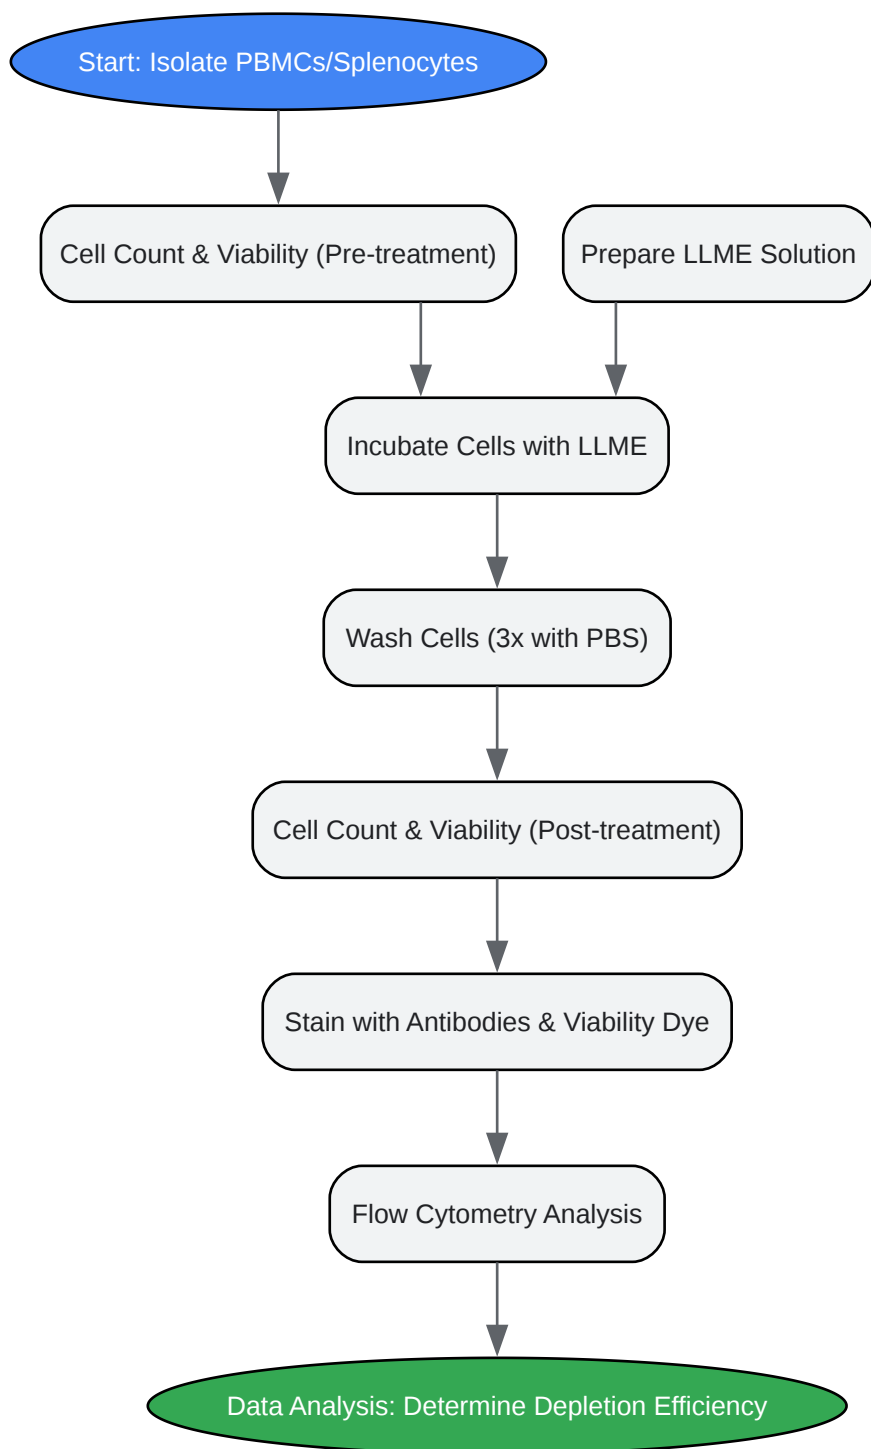 Start: Isolate PBMCs/Splenocytes
Cell Count & Viability (Pre-treatment)
Prepare LLME Solution
Incubate Cells with LLME
Wash Cells (3x with PBS)
Cell Count & Viability (Post-treatment)
Stain with Antibodies & Viability Dye
Flow Cytometry Analysis
Data Analysis: Determine Depletion Efficiency